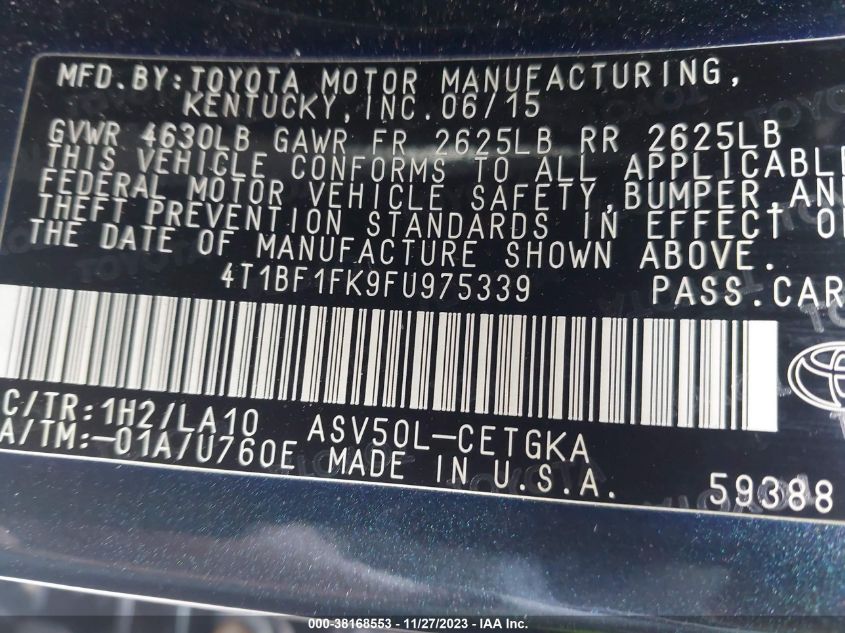 MFD.BY:TOYOTA MOTOR MANUFACTURING,
KENTUCKY,INC.06/15
GVWR 4630LB GAWR FR 2625LB RR 2625LB
THIS VEHICLE CONFORMS TO ALL APPLICABLE
FEDERAL MOTOR VEHICLE SAFETY,BUMPER,AN
THEFT PREVENTION STANDARDS IN EFFECT O
THE DATE OF MANUFACTURE SHOWN ABOVE.
4T1BF1FK9FU975339 PASS.CAR
C/TR:1H2/LA10 ASV50L-CETGKA
A/TM:-01A/U760E MADE IN U.S.A. 59388
000-38168553 - 11/27/2023 - IAA Inc.